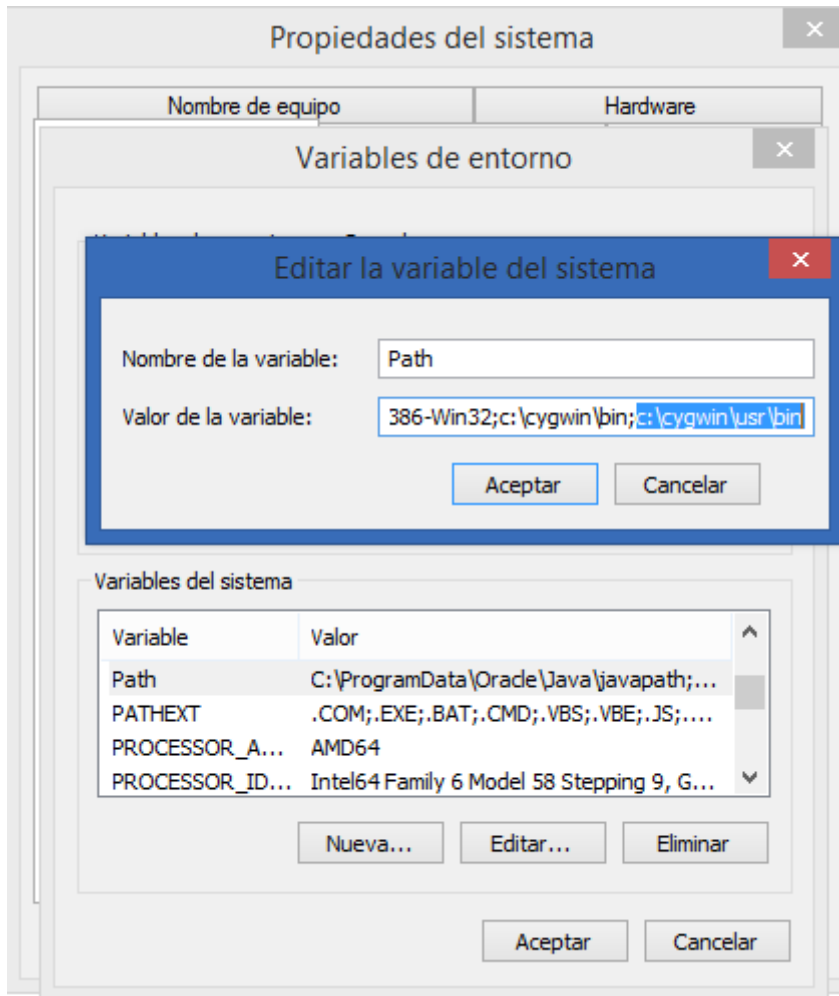 Propiedades del sistema
Nombre de equipo Hardware
Variables de entorno
Editar la variable del sistema
Nombre de la variable: Path
Valor de la variable: 386-Win32;c:\cygwin\bin;c:\cygwin\usr\bin
Aceptar Cancelar
Variables del sistema
Variable Valor
Path C:\ProgramData\Oracle\Java\javapath;...
PATHEXT .COM;.EXE;.BAT;.CMD;.VBS;.VBE;.JS;....
PROCESSOR_A... AMD64
PROCESSOR_ID... Intel64 Family 6 Model 58 Stepping 9, G...
Nueva... Editar... Eliminar
Aceptar Cancelar